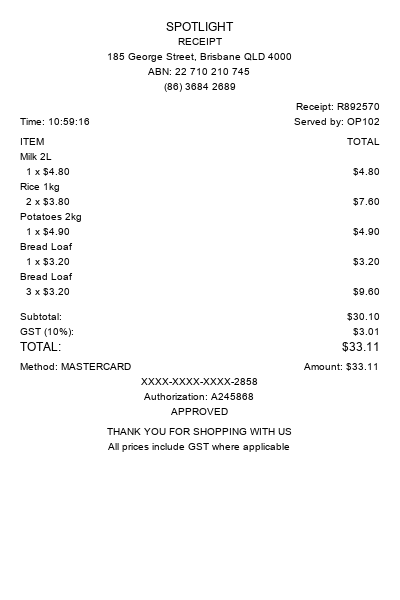 SPOTLIGHT
RECEIPT
185 George Street, Brisbane QLD 4000
ABN: 22 710 210 745
(86) 3684 2689
Receipt: R892570
Time: 10:59:16 Served by: OP102
ITEM TOTAL
Milk 2L
1 x $4.80 $4.80
Rice 1kg
2 x $3.80 $7.60
Potatoes 2kg
1 x $4.90 $4.90
Bread Loaf
1 x $3.20 $3.20
Bread Loaf
3 x $3.20 $9.60
Subtotal: $30.10
GST (10%): $3.01
TOTAL: $33.11
Method: MASTERCARD Amount: $33.11
XXXX-XXXX-XXXX-2858
Authorization: A245868
APPROVED
THANK YOU FOR SHOPPING WITH US
All prices include GST where applicable